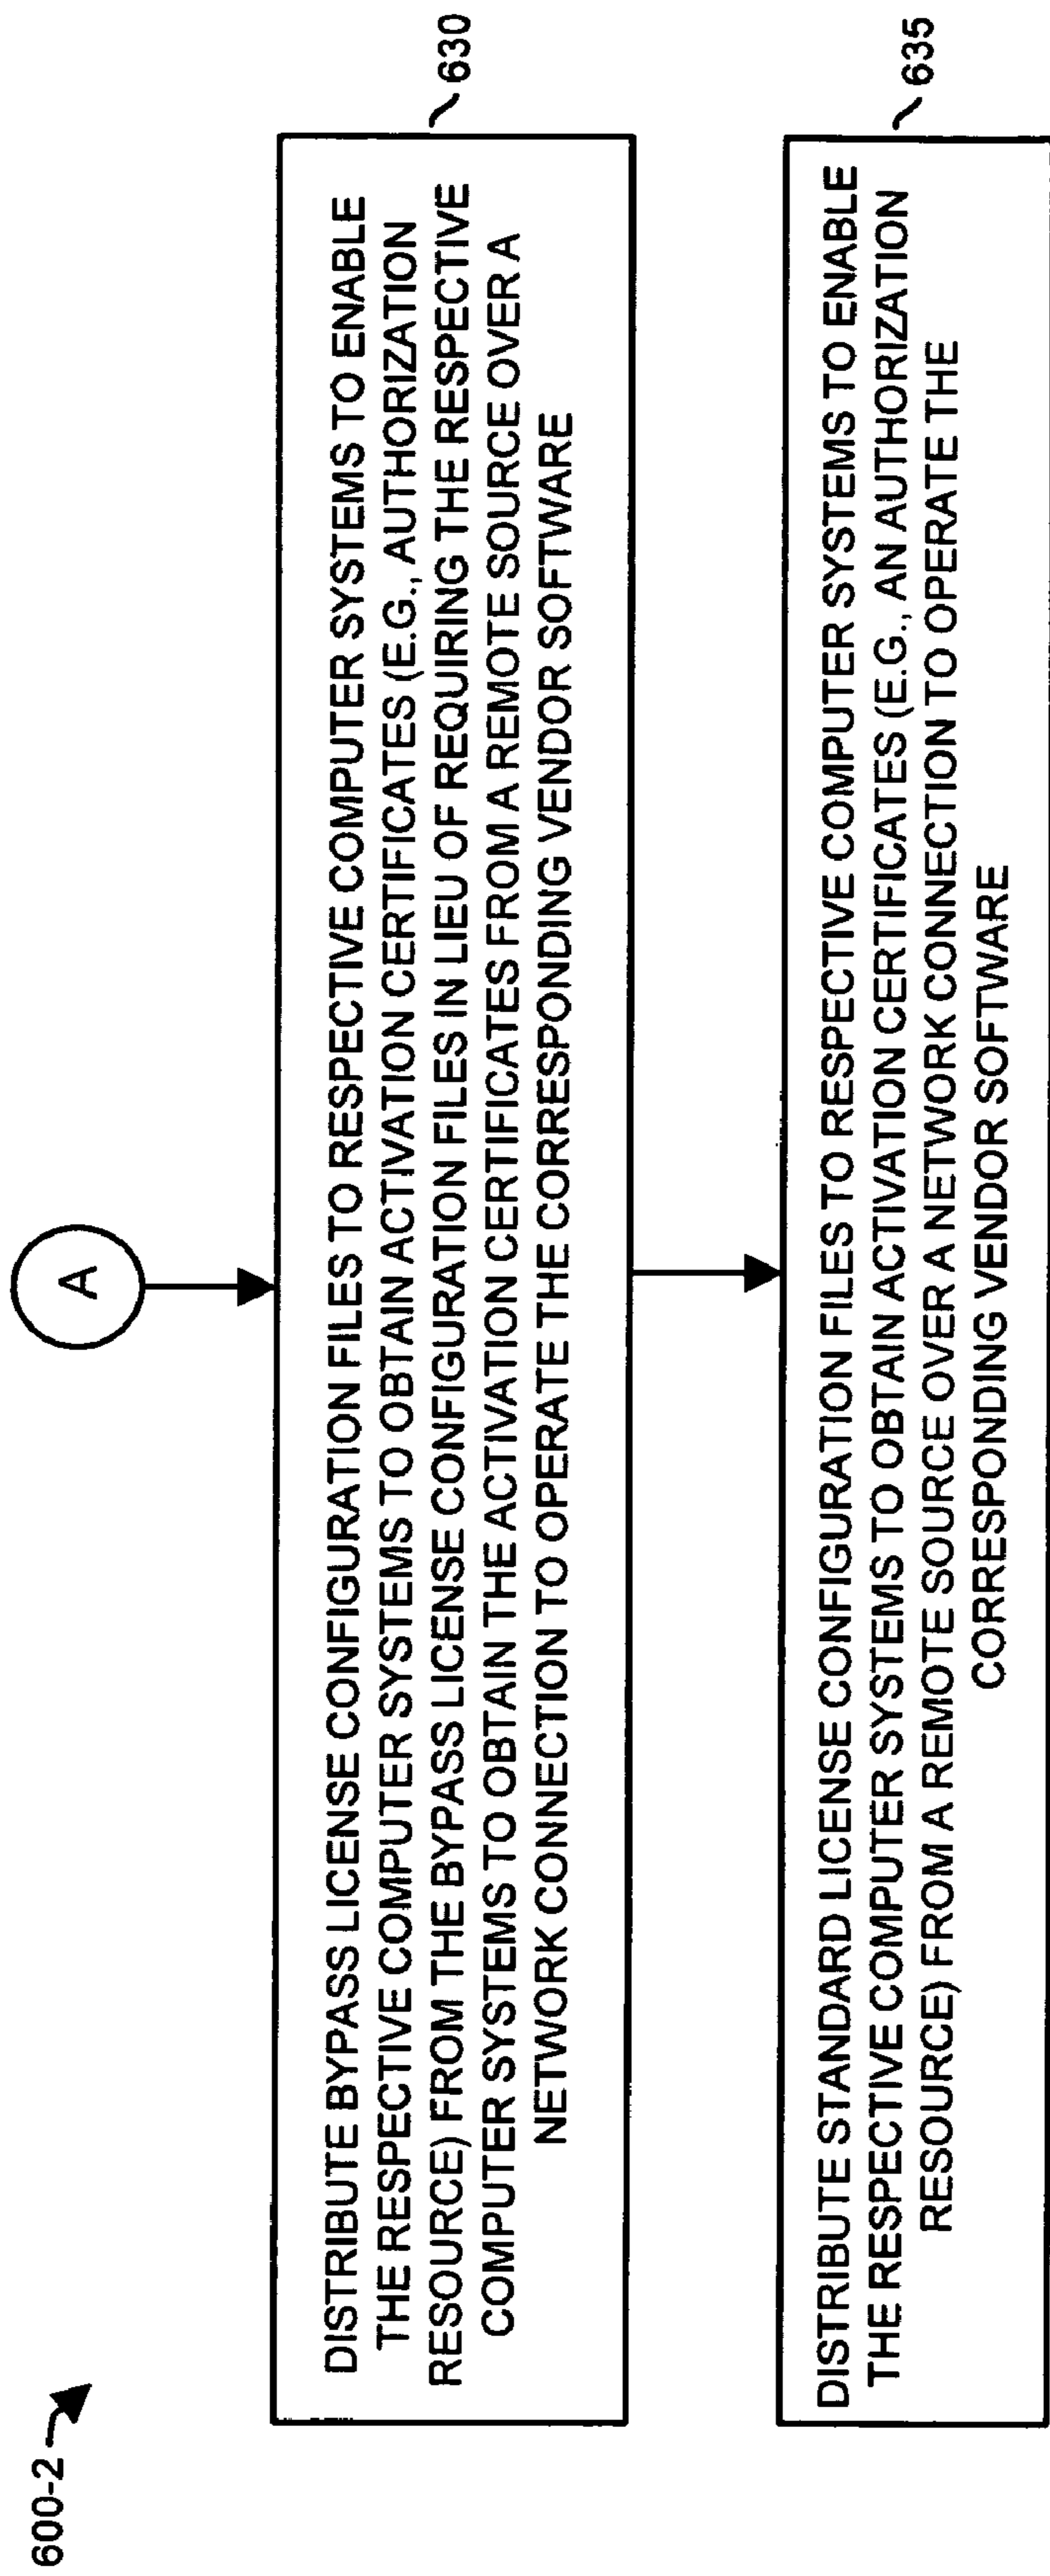 600-2
A
DISTRIBUTE BYPASS LICENSE CONFIGURATION FILES TO RESPECTIVE COMPUTER SYSTEMS TO ENABLE
THE RESPECTIVE COMPUTER SYSTEMS TO OBTAIN ACTIVATION CERTIFICATES (E.G., AUTHORIZATION
RESOURCE) FROM THE BYPASS LICENSE CONFIGURATION FILES IN LIEU OF REQUIRING THE RESPECTIVE
COMPUTER SYSTEMS TO OBTAIN THE ACTIVATION CERTIFICATES FROM A REMOTE SOURCE OVER A
NETWORK CONNECTION TO OPERATE THE CORRESPONDING VENDOR SOFTWARE
630
DISTRIBUTE STANDARD LICENSE CONFIGURATION FILES TO RESPECTIVE COMPUTER SYSTEMS TO ENABLE
THE RESPECTIVE COMPUTER SYSTEMS TO OBTAIN ACTIVATION CERTIFICATES (E.G., AN AUTHORIZATION
RESOURCE) FROM A REMOTE SOURCE OVER A NETWORK CONNECTION TO OPERATE THE
CORRESPONDING VENDOR SOFTWARE
635